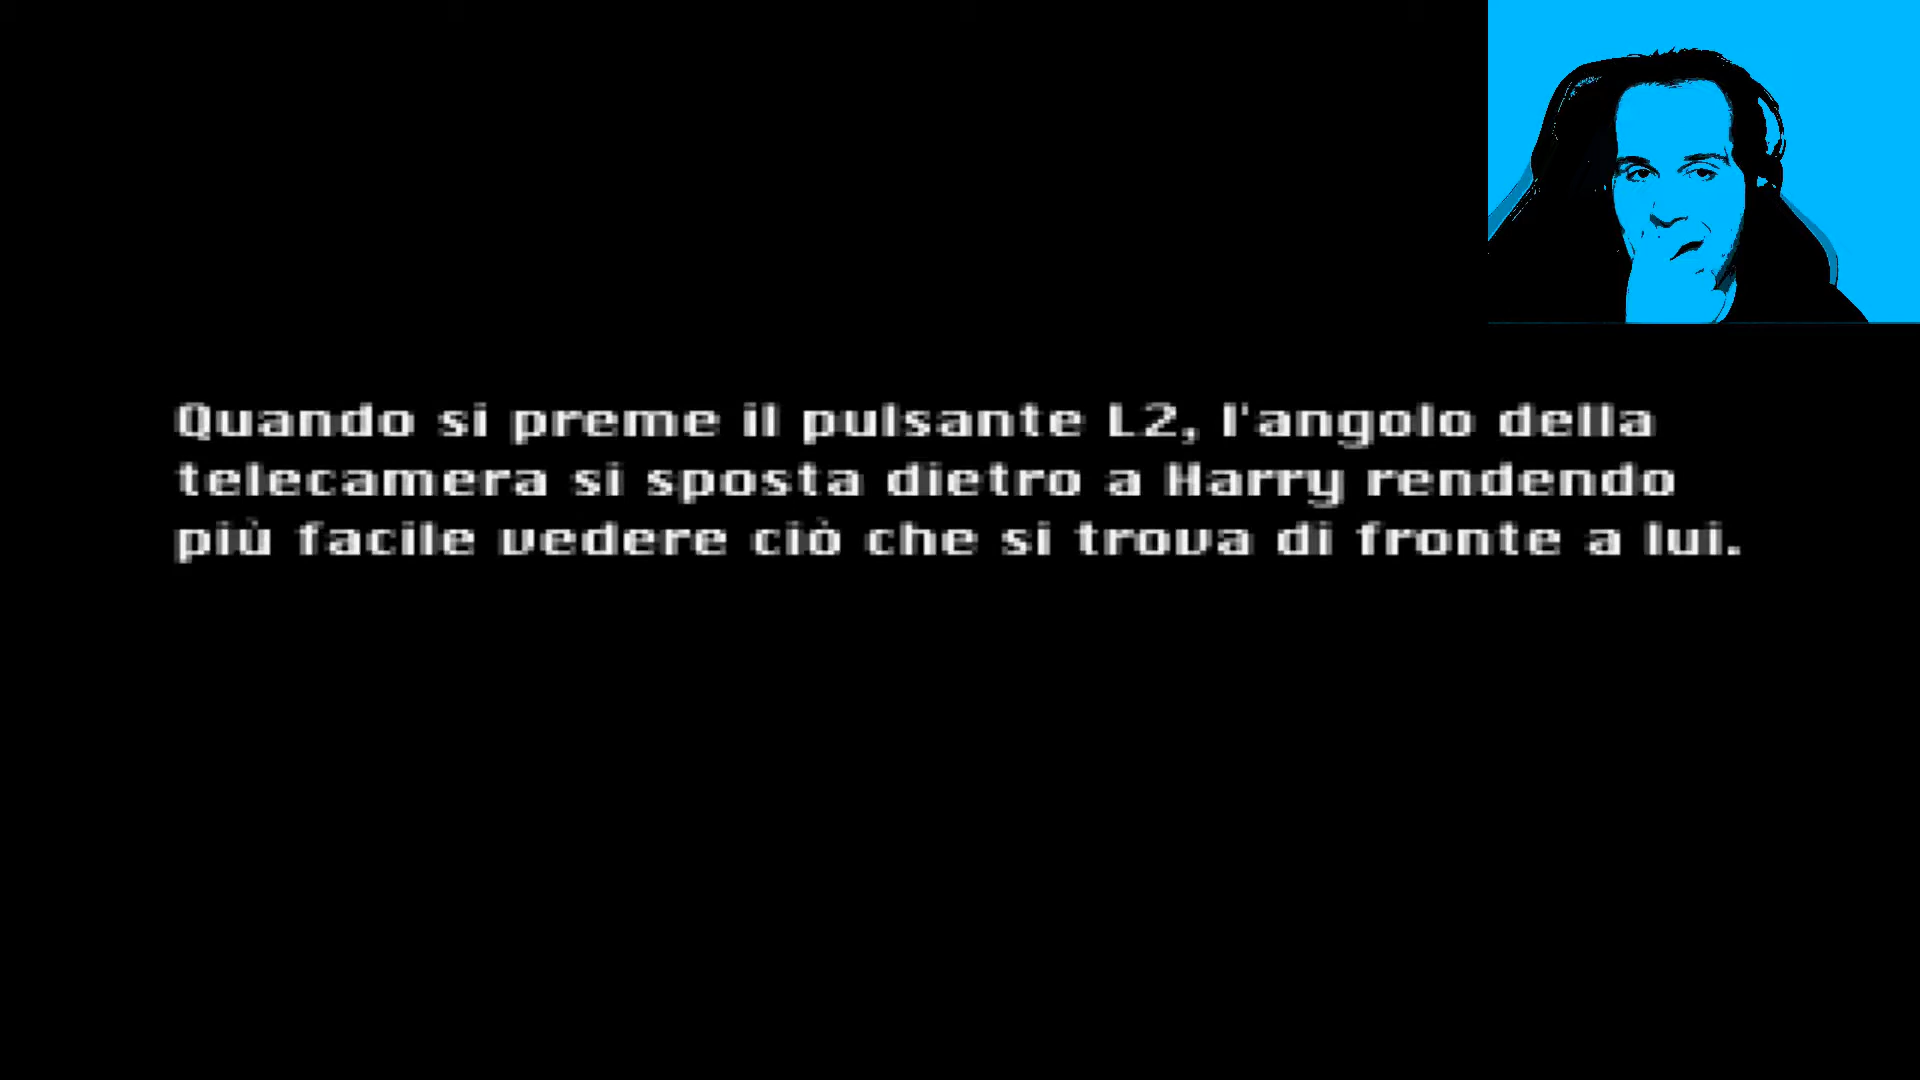 Quando si preme il pulsante L2, l'angolo della
telecamera si sposta dietro a Harry rendendo
più facile vedere ciò che si trova di fronte a lui.